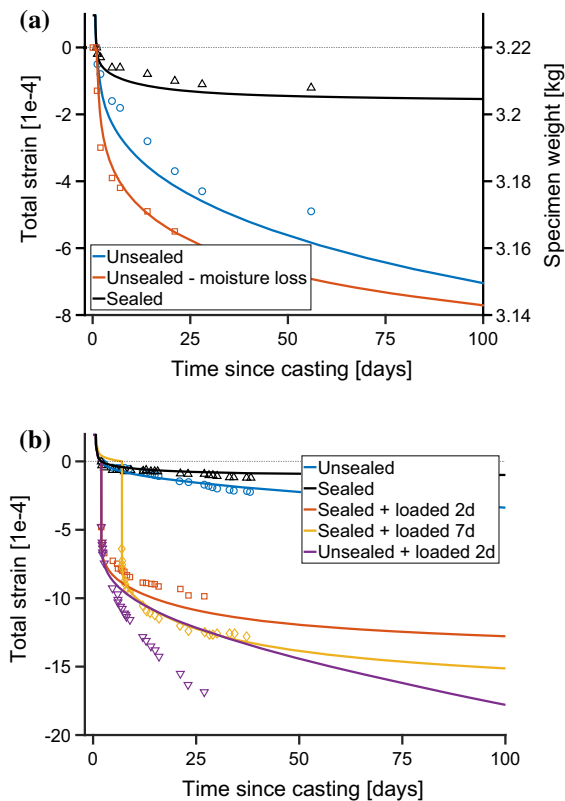 (a)
Total strain [1e-4]
0
-2
-4
-6
-8
3.22
3.2
3.18
3.16
3.14
Specimen weight [kg]
Unsealed
Unsealed - moisture loss
Sealed
0 25 50 75 100
Time since casting [days]
(b)
Total strain [1e-4]
0
-5
-10
-15
-20
Unsealed
Sealed
Sealed + loaded 2d
Sealed + loaded 7d
Unsealed + loaded 2d
0 25 50 75 100
Time since casting [days]